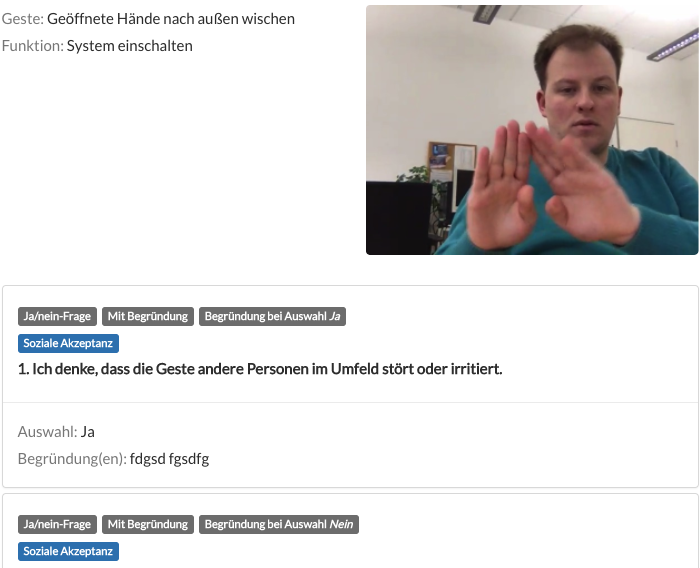 Geste: Geöffnete Hände nach außen wischen
Funktion: System einschalten
Ja/nein-Frage Mit Begründung Begründung bei Auswahl Ja
Soziale Akzeptanz
1. Ich denke, dass die Geste andere Personen im Umfeld stört oder irritiert.
Auswahl: Ja
Begründung(en): fdgsd fgsdfg
Ja/nein-Frage Mit Begründung Begründung bei Auswahl Nein
Soziale Akzeptanz